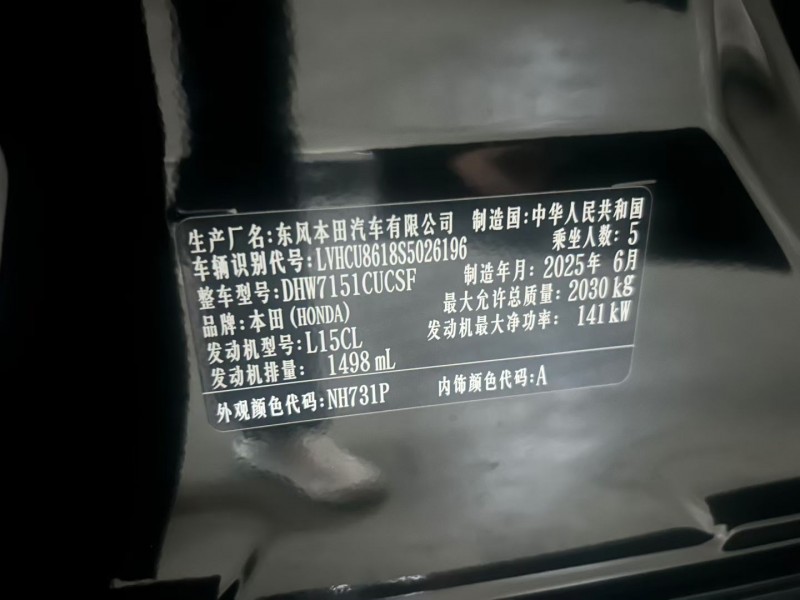 生产厂名:东风本田汽车有限公司 制造国:中华人民共和国
车辆识别代号:LVHCU8618S5026196 乘坐人数:5
整车型号:DHW7151CUCSF 制造年月:2025年 6月
品牌:本田(HONDA) 最大允许总质量:2030 kg
发动机型号:L15CL 发动机最大净功率: 141 kW
发动机排量: 1498 mL
外观颜色代码:NH731P 内饰颜色代码:A